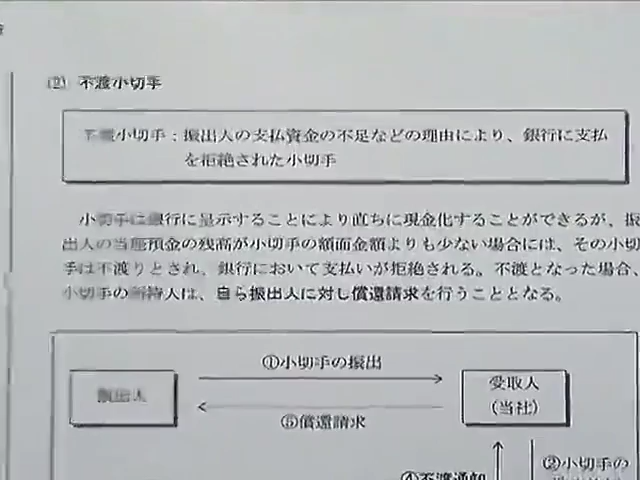 (2) 不渡小切手
不渡小切手：振出人の支払資金の不足などの理由により、銀行に支払
を拒絶された小切手
小切手は銀行に呈示することにより直ちに現金化することができるが、振
出人の当座預金の残高が小切手の額面金額よりも少ない場合には、その小切
手は不渡りとされ、銀行において支払いが拒絶される。不渡となった場合、
小切手の所持人は、自ら振出人に対し償還請求を行うこととなる。
①小切手の振出
振出人
受取人
(当社)
⑤償還請求
④不渡通知
②小切手の